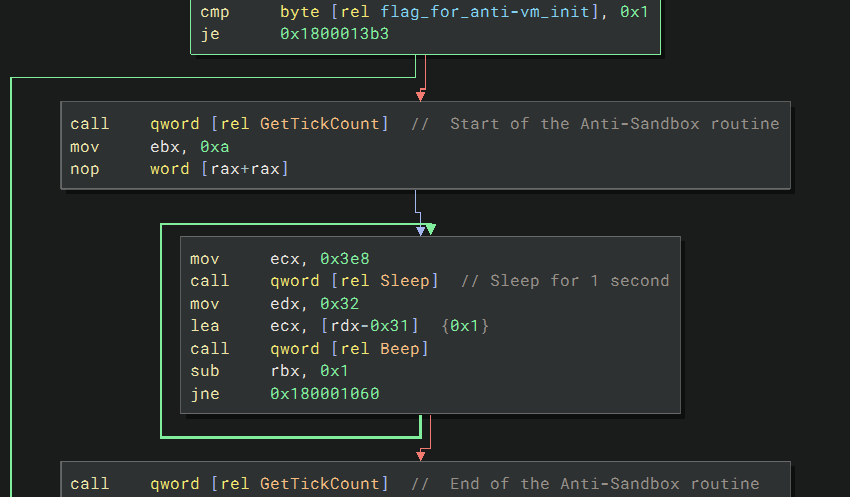 cmp byte [rel flag_for_anti-vm_init], 0x1
je 0x1800013b3
call qword [rel GetTickCount] // Start of the Anti-Sandbox routine
mov ebx, 0xa
nop word [rax+rax]
mov ecx, 0x3e8
call qword [rel Sleep] // Sleep for 1 second
mov edx, 0x32
lea ecx, [rdx-0x31] {0x1}
call qword [rel Beep]
sub rbx, 0x1
jne 0x180001060
call qword [rel GetTickCount] // End of the Anti-Sandbox routine